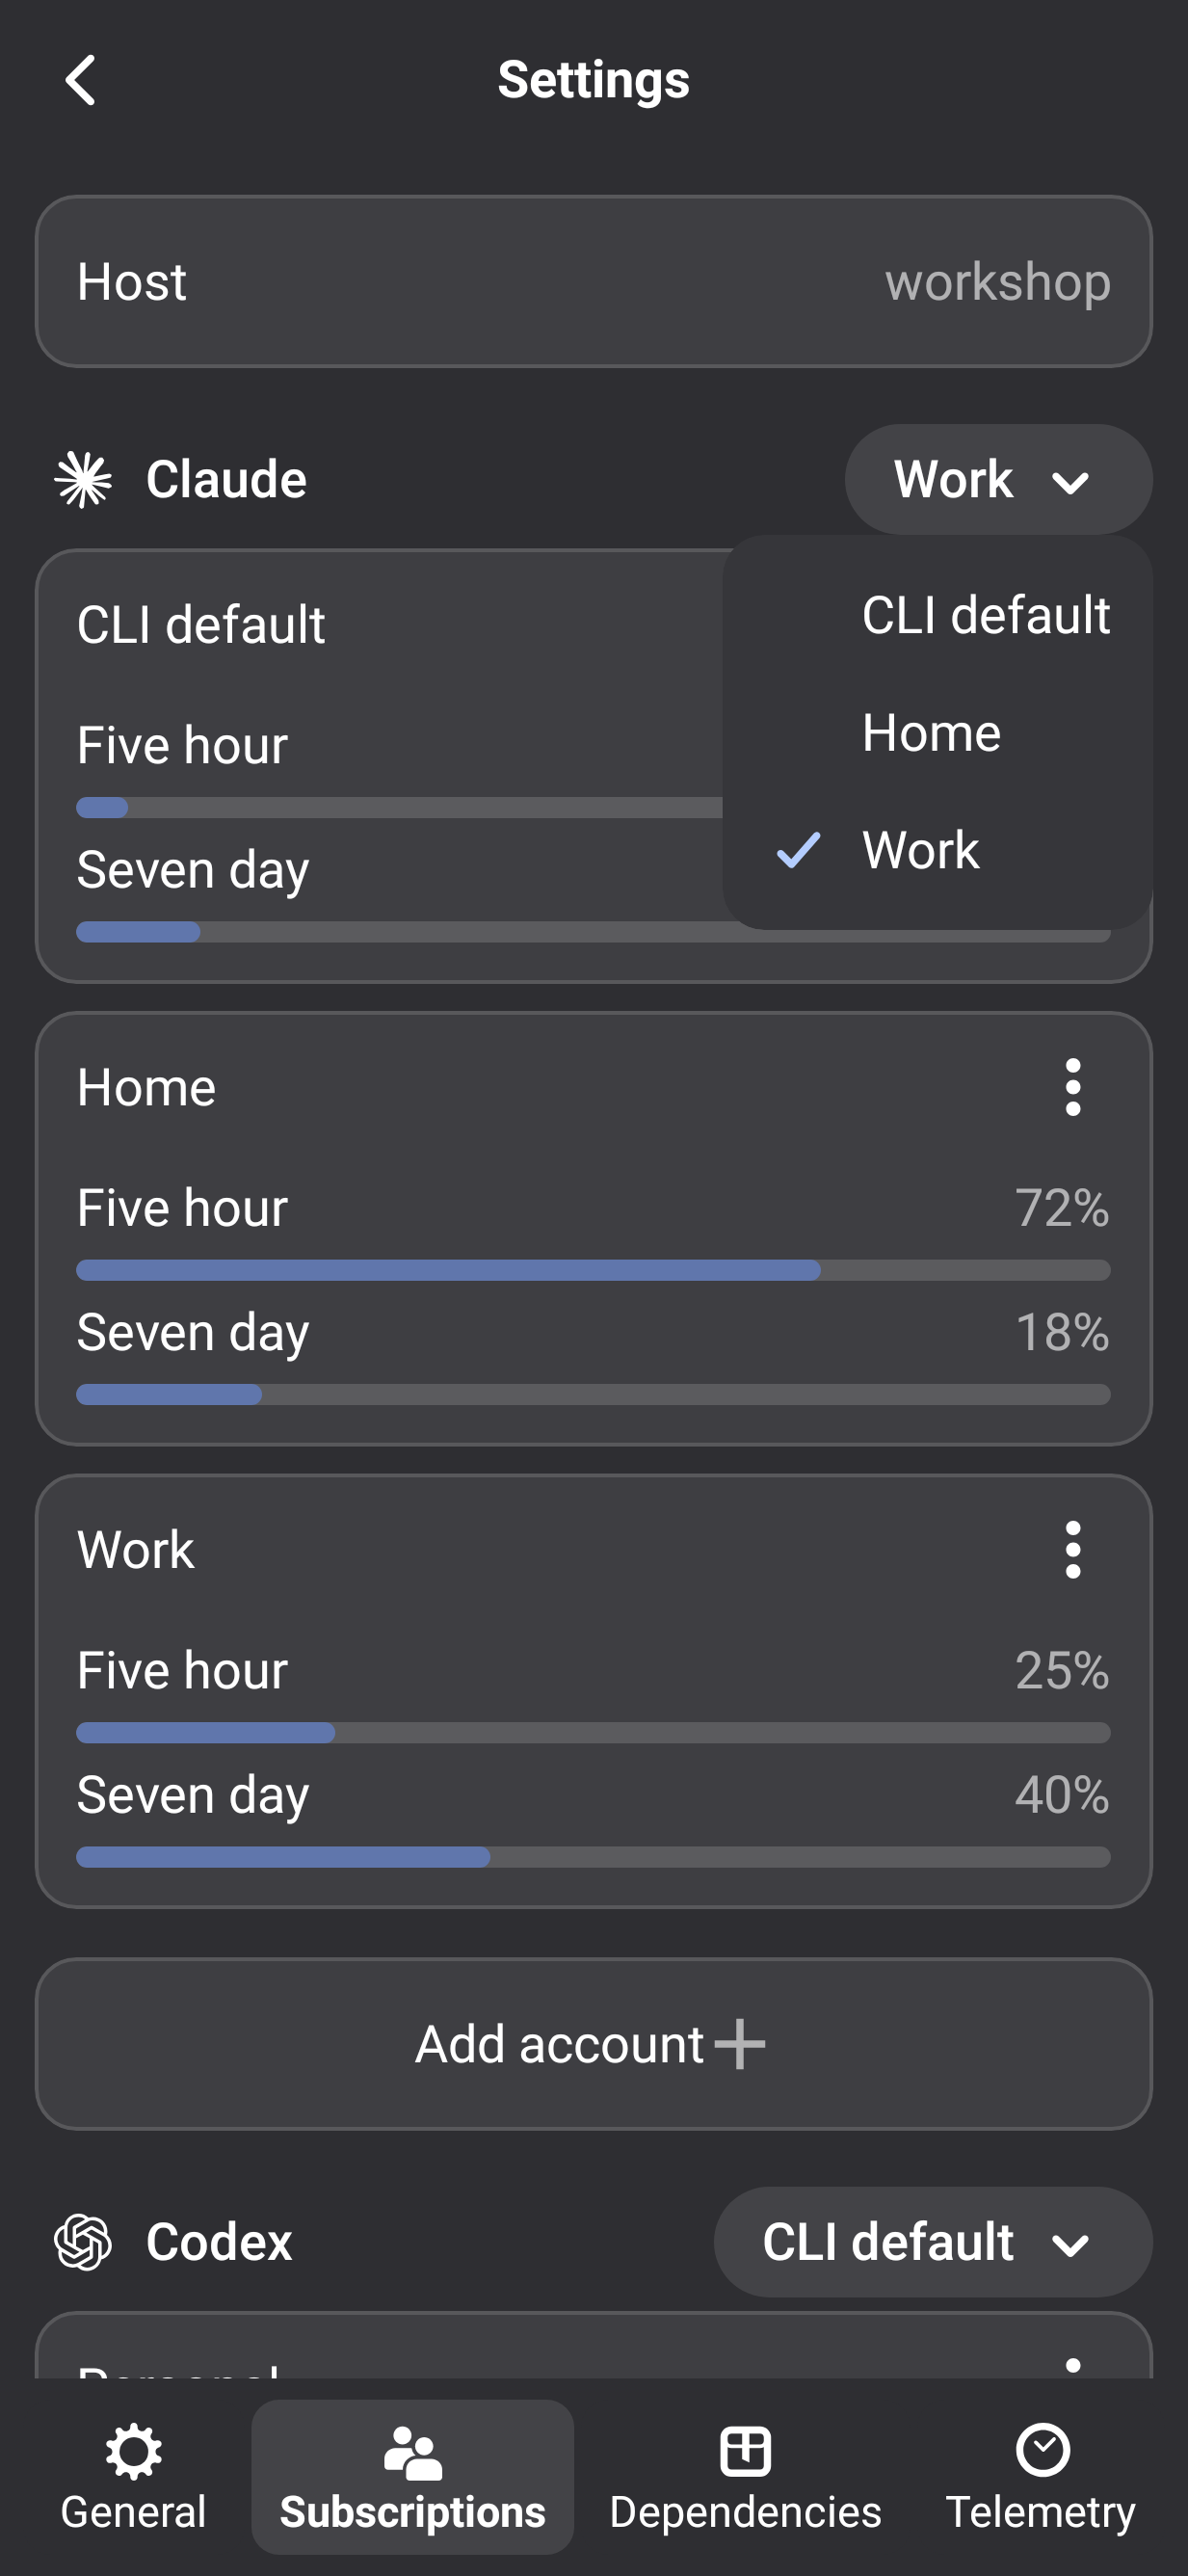 Settings
Host
workshop
Claude
Work
CLI default
CLI default
Home
Work
Five hour
Seven day
Home
Five hour
72%
Seven day
18%
Work
Five hour
25%
Seven day
40%
Add account
Codex
CLI default
General
Subscriptions
Dependencies
Telemetry